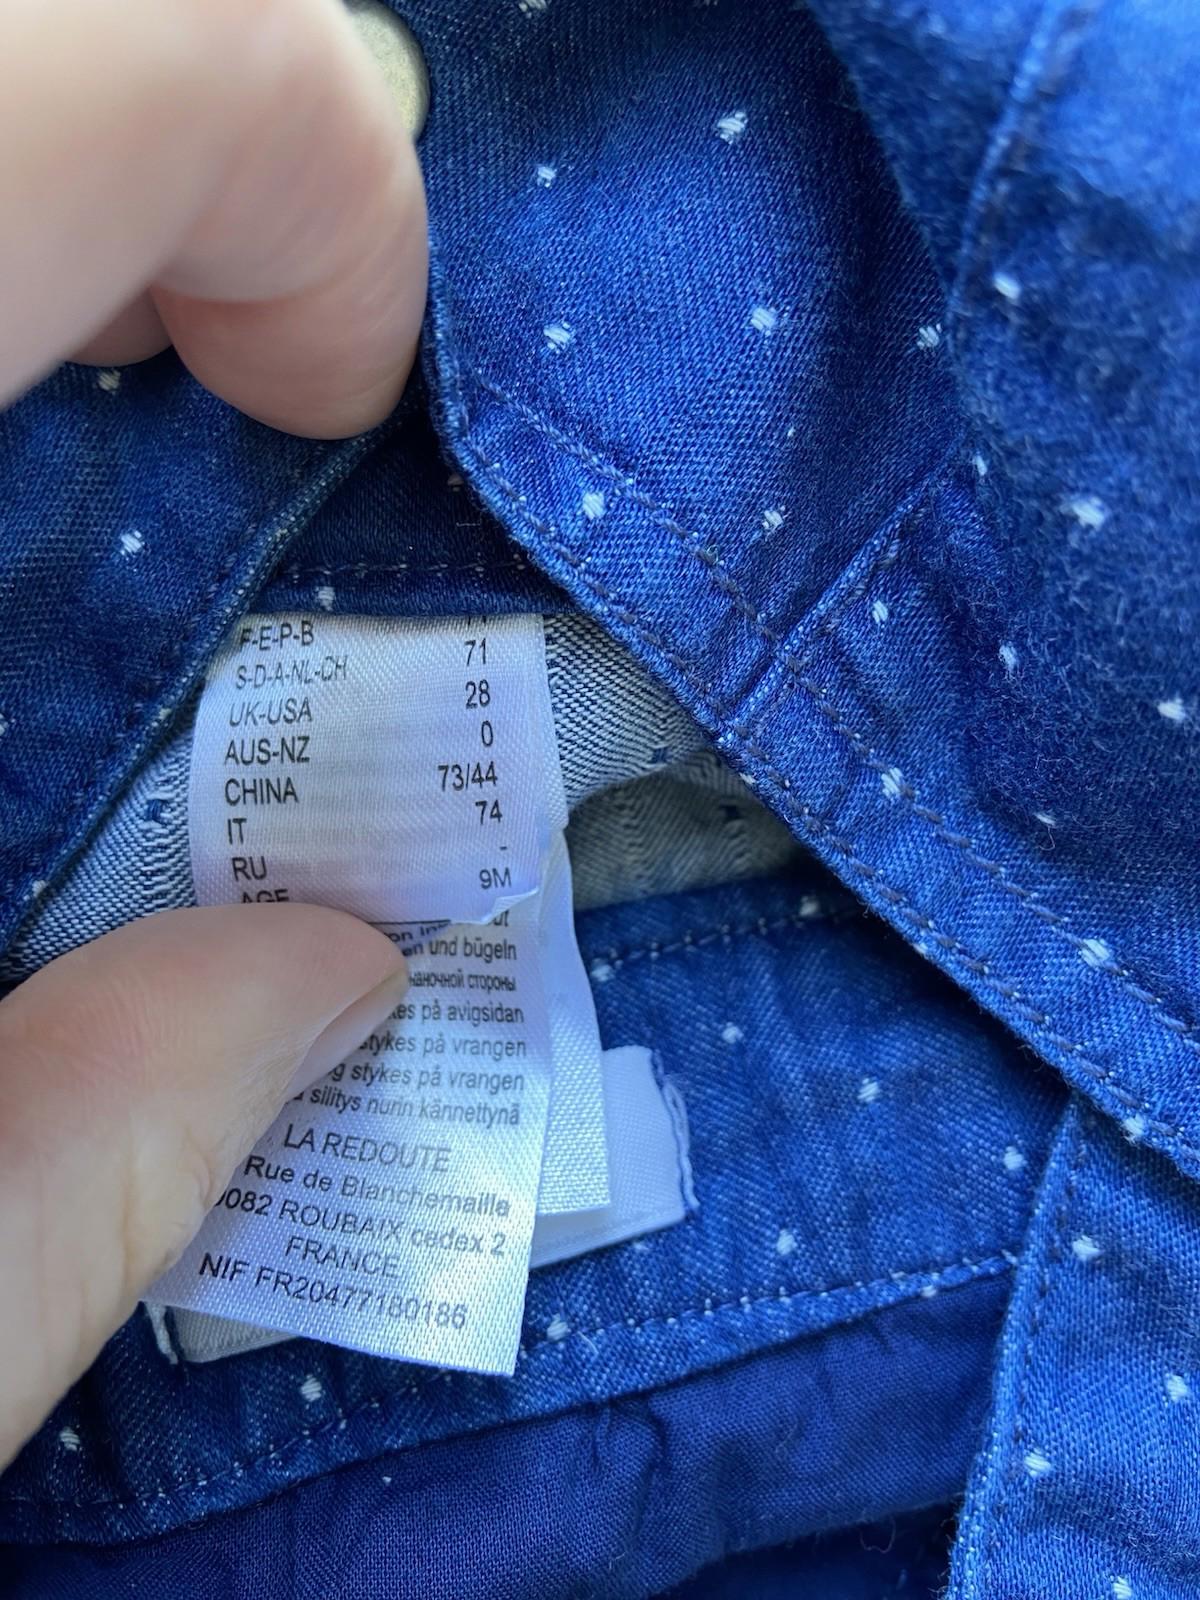 F-E-P-B
S-D-A-NL-CH 71
UK-USA 28
AUS-NZ 0
CHINA 73/44
IT 74
RU -
AGE 9M
und bügeln
стороны
på avigsidan
stykes på vrangen
stykes på vrangen
silitys nurin kännettynä
LA REDOUTE
Rue de Blanchemaille
ROUBAIX cedex 2
FRANCE
NIF FR20477180186